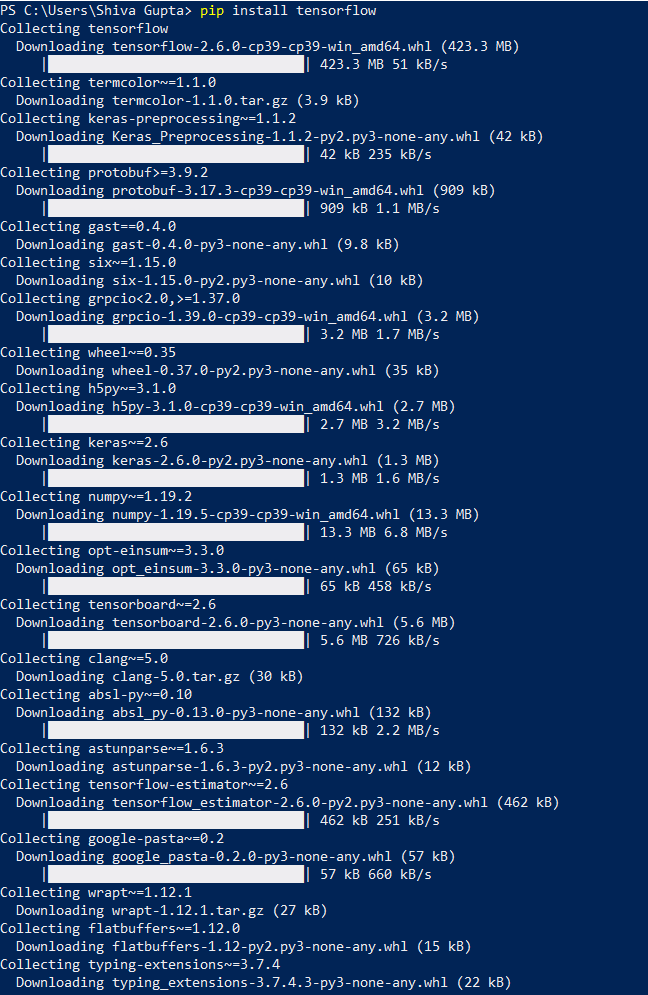 PS C:\Users\Shiva Gupta> pip install tensorflow
Collecting tensorflow
Downloading tensorflow-2.6.0-cp39-cp39-win_amd64.whl (423.3 MB)
|████████████████████████████████| 423.3 MB 51 kB/s
Collecting termcolor~=1.1.0
Downloading termcolor-1.1.0.tar.gz (3.9 kB)
Collecting keras-preprocessing~=1.1.2
Downloading Keras_Preprocessing-1.1.2-py2.py3-none-any.whl (42 kB)
|████████████████████████████████| 42 kB 235 kB/s
Collecting protobuf>=3.9.2
Downloading protobuf-3.17.3-cp39-cp39-win_amd64.whl (909 kB)
|████████████████████████████████| 909 kB 1.1 MB/s
Collecting gast==0.4.0
Downloading gast-0.4.0-py3-none-any.whl (9.8 kB)
Collecting six~=1.15.0
Downloading six-1.15.0-py2.py3-none-any.whl (10 kB)
Collecting grpcio<2.0,>=1.37.0
Downloading grpcio-1.39.0-cp39-cp39-win_amd64.whl (3.2 MB)
|████████████████████████████████| 3.2 MB 1.7 MB/s
Collecting wheel~=0.35
Downloading wheel-0.37.0-py2.py3-none-any.whl (35 kB)
Collecting h5py~=3.1.0
Downloading h5py-3.1.0-cp39-cp39-win_amd64.whl (2.7 MB)
|████████████████████████████████| 2.7 MB 3.2 MB/s
Collecting keras~=2.6
Downloading keras-2.6.0-py2.py3-none-any.whl (1.3 MB)
|████████████████████████████████| 1.3 MB 1.6 MB/s
Collecting numpy~=1.19.2
Downloading numpy-1.19.5-cp39-cp39-win_amd64.whl (13.3 MB)
|████████████████████████████████| 13.3 MB 6.8 MB/s
Collecting opt-einsum~=3.3.0
Downloading opt_einsum-3.3.0-py3-none-any.whl (65 kB)
|████████████████████████████████| 65 kB 458 kB/s
Collecting tensorboard~=2.6
Downloading tensorboard-2.6.0-py3-none-any.whl (5.6 MB)
|████████████████████████████████| 5.6 MB 726 kB/s
Collecting clang~=5.0
Downloading clang-5.0.tar.gz (30 kB)
Collecting absl-py~=0.10
Downloading absl_py-0.13.0-py3-none-any.whl (132 kB)
|████████████████████████████████| 132 kB 2.2 MB/s
Collecting astunparse~=1.6.3
Downloading astunparse-1.6.3-py2.py3-none-any.whl (12 kB)
Collecting tensorflow-estimator~=2.6
Downloading tensorflow_estimator-2.6.0-py2.py3-none-any.whl (462 kB)
|████████████████████████████████| 462 kB 251 kB/s
Collecting google-pasta~=0.2
Downloading google_pasta-0.2.0-py3-none-any.whl (57 kB)
|████████████████████████████████| 57 kB 660 kB/s
Collecting wrapt~=1.12.1
Downloading wrapt-1.12.1.tar.gz (27 kB)
Collecting flatbuffers~=1.12.0
Downloading flatbuffers-1.12-py2.py3-none-any.whl (15 kB)
Collecting typing-extensions~=3.7.4
Downloading typing_extensions-3.7.4.3-py3-none-any.whl (22 kB)